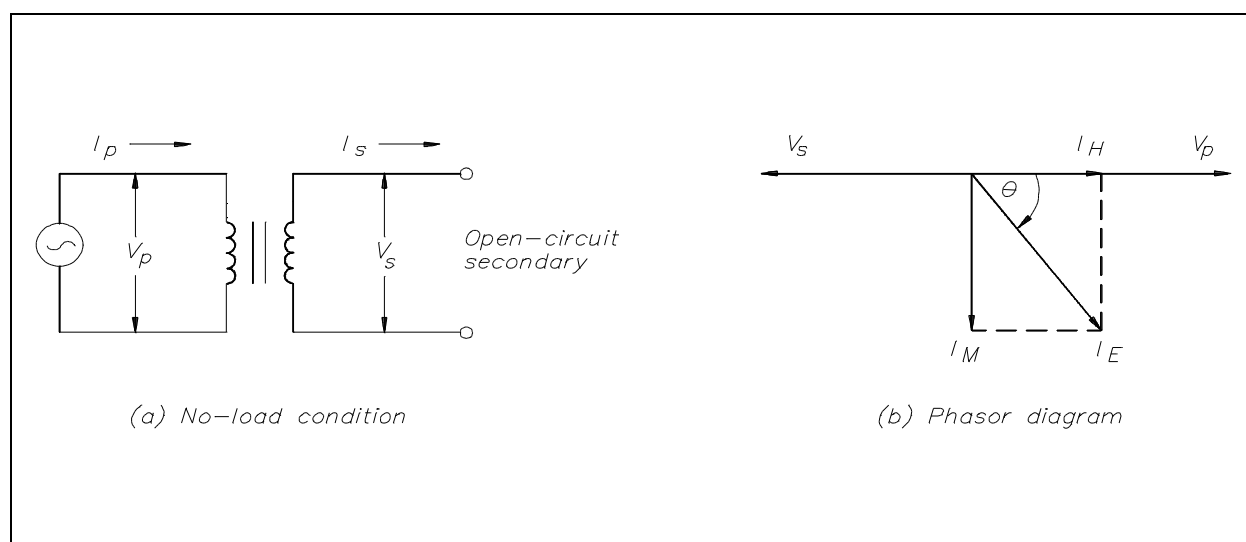 I p
I s
V p
V s
Open-circuit
secondary
(a) No-load condition
V s
I H
V p
θ
I M
I E
(b) Phasor diagram